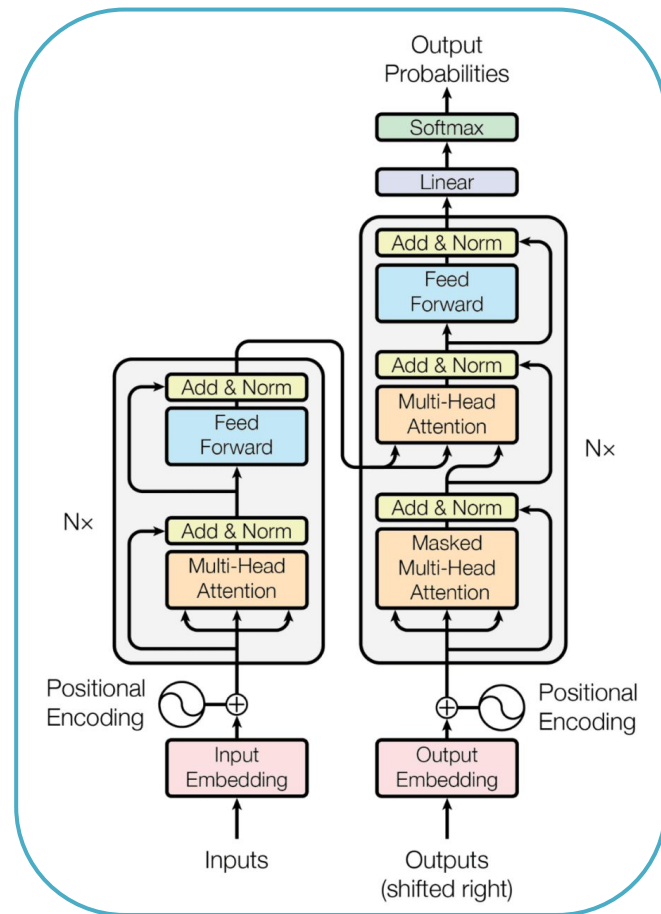 Output
Probabilities
Softmax
Linear
Add & Norm
Feed
Forward
Add & Norm
Multi-Head
Attention
Add & Norm
Masked
Multi-Head
Attention
Nx
Add & Norm
Feed
Forward
Add & Norm
Multi-Head
Attention
N×
Positional
Encoding
Positional
Encoding
Input
Embedding
Output
Embedding
Inputs
Outputs
(shifted right)